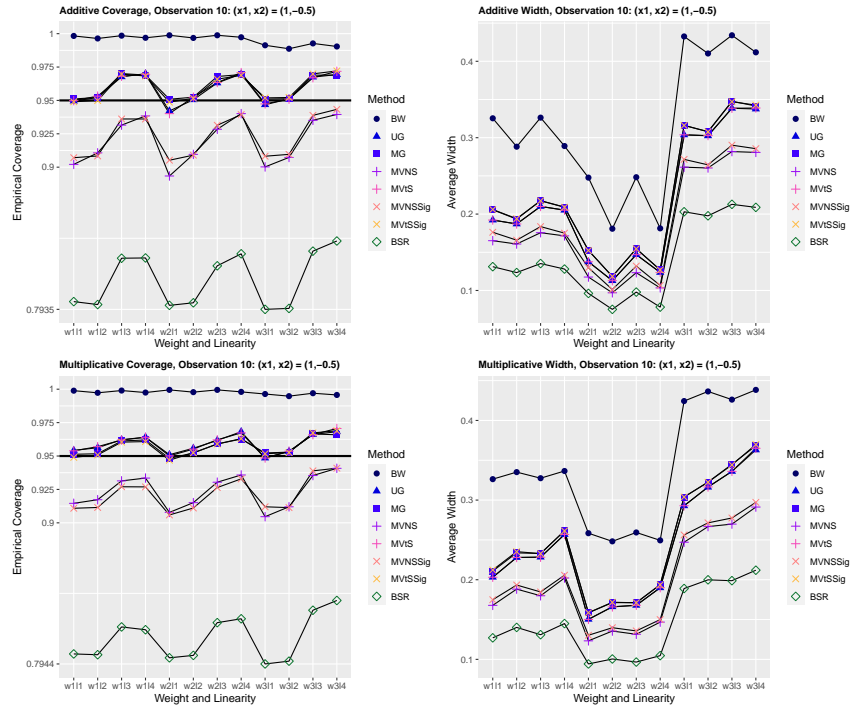 Additive Coverage, Observation 10: (x1, x2) = (1,−0.5)
1
0.975
0.95
0.925
0.9
0.7935
Empirical Coverage
w1l1 w1l2 w1l3 w1l4 w2l1 w2l2 w2l3 w2l4 w3l1 w3l2 w3l3 w3l4
Weight and Linearity
Method
BW
UG
MG
MVNS
MVtS
MVNSSig
MVtSSig
BSR
Additive Width, Observation 10: (x1, x2) = (1,−0.5)
0.4
0.3
0.2
0.1
Average Width
w1l1 w1l2 w1l3 w1l4 w2l1 w2l2 w2l3 w2l4 w3l1 w3l2 w3l3 w3l4
Weight and Linearity
Method
BW
UG
MG
MVNS
MVtS
MVNSSig
MVtSSig
BSR
Multiplicative Coverage, Observation 10: (x1, x2) = (1,−0.5)
1
0.975
0.95
0.925
0.9
0.7944
Empirical Coverage
w1l1 w1l2 w1l3 w1l4 w2l1 w2l2 w2l3 w2l4 w3l1 w3l2 w3l3 w3l4
Weight and Linearity
Method
BW
UG
MG
MVNS
MVtS
MVNSSig
MVtSSig
BSR
Multiplicative Width, Observation 10: (x1, x2) = (1,−0.5)
0.4
0.3
0.2
0.1
Average Width
w1l1 w1l2 w1l3 w1l4 w2l1 w2l2 w2l3 w2l4 w3l1 w3l2 w3l3 w3l4
Weight and Linearity
Method
BW
UG
MG
MVNS
MVtS
MVNSSig
MVtSSig
BSR